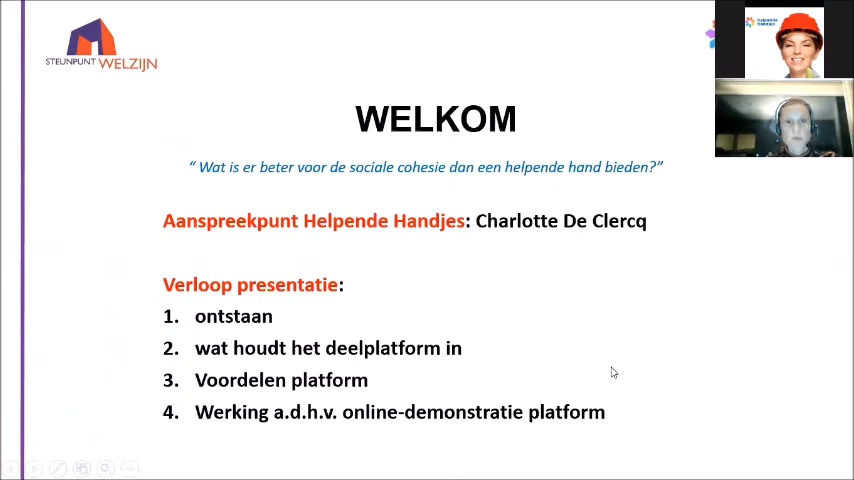 STEUNPUNT WELZIJN
helpende
handjes
WELKOM
“ Wat is er beter voor de sociale cohesie dan een helpende hand bieden?”
Aanspreekpunt Helpende Handjes: Charlotte De Clercq
Verloop presentatie:
1. ontstaan
2. wat houdt het deelplatform in
3. Voordelen platform
4. Werking a.d.h.v. online-demonstratie platform